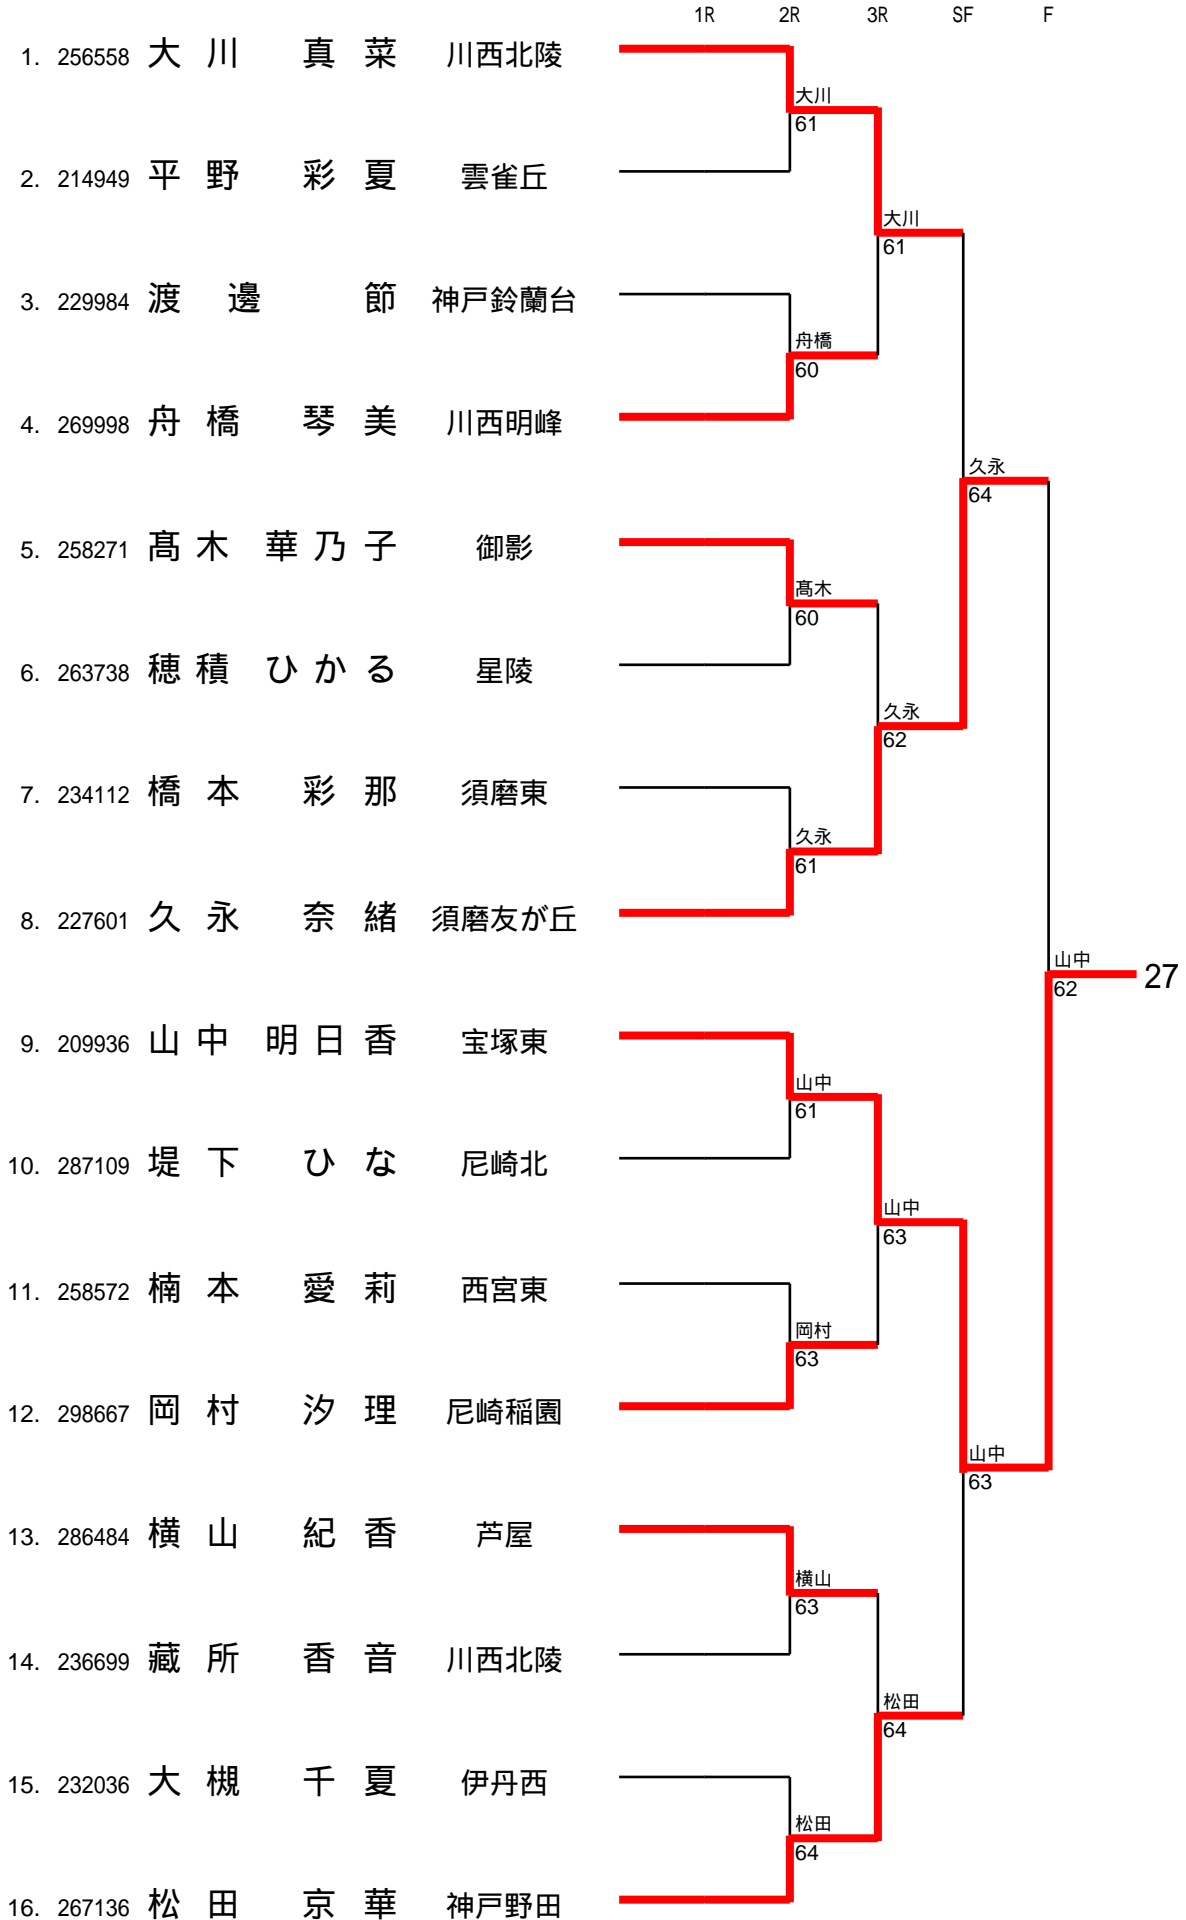 1R 2R 3R SF F
1. 256558 大川 真菜 川西北陵
大川
61
2. 214949 平野 彩夏 雲雀丘
大川
61
3. 229984 渡邊 節 神戸鈴蘭台
舟橋
60
4. 269998 舟橋 琴美 川西明峰
久永
64
5. 258271 髙木 華乃子 御影
髙木
60
6. 263738 穂積 ひかる 星陵
久永
62
7. 234112 橋本 彩那 須磨東
久永
61
8. 227601 久永 奈緒 須磨友が丘
山中
62
27
9. 209936 山中 明日香 宝塚東
山中
61
10. 287109 堤下 ひな 尼崎北
山中
63
11. 258572 楠本 愛莉 西宮東
岡村
63
12. 298667 岡村 汐理 尼崎稲園
山中
63
13. 286484 横山 紀香 芦屋
横山
63
14. 236699 藏所 香音 川西北陵
松田
64
15. 232036 大槻 千夏 伊丹西
松田
64
16. 267136 松田 京華 神戸野田